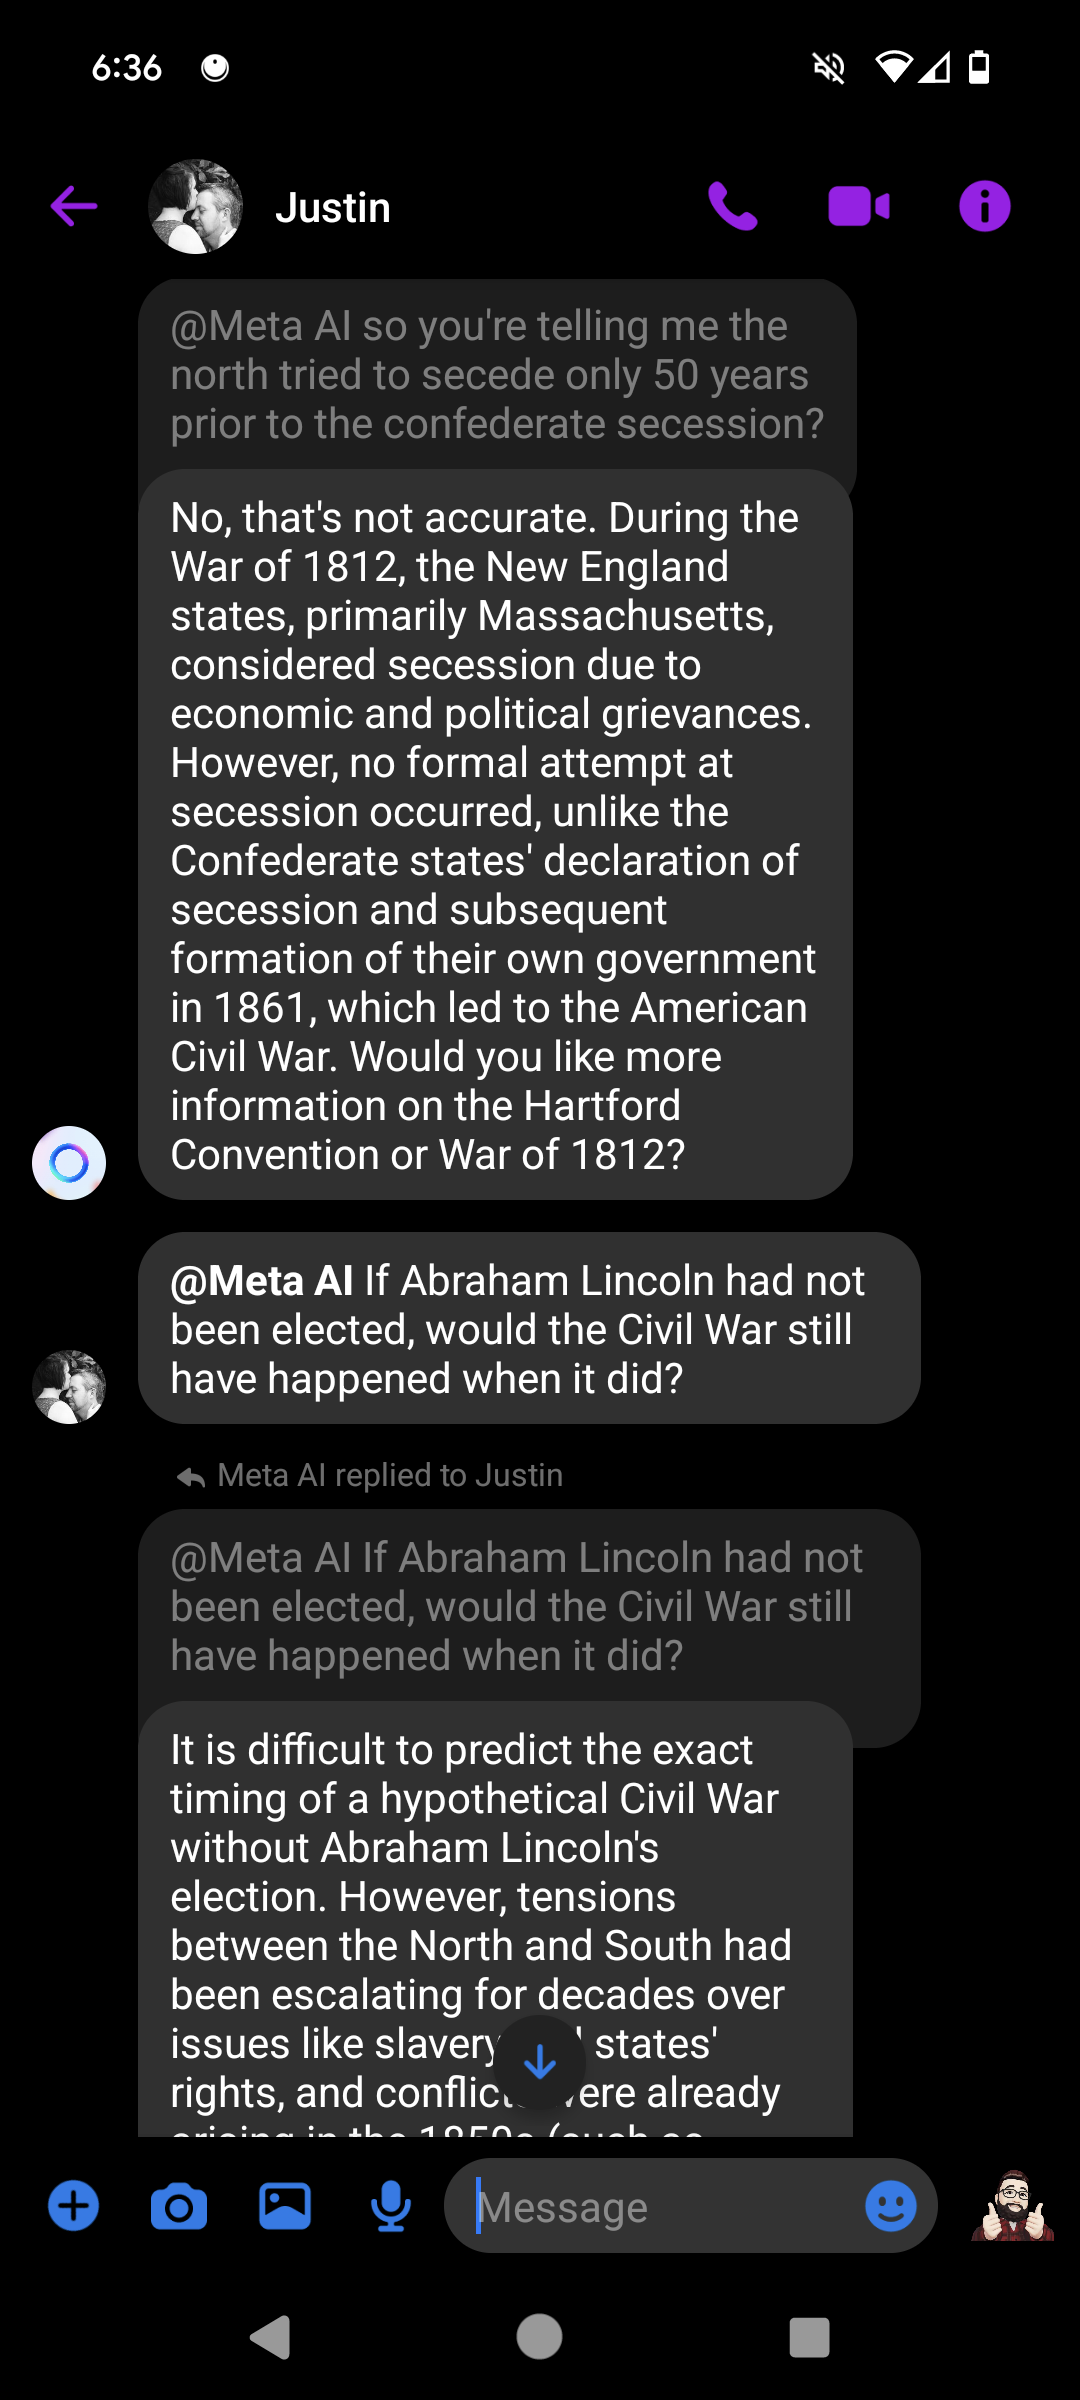 6:36
Justin
@Meta AI so you're telling me the
north tried to secede only 50 years
prior to the confederate secession?
No, that's not accurate. During the
War of 1812, the New England
states, primarily Massachusetts,
considered secession due to
economic and political grievances.
However, no formal attempt at
secession occurred, unlike the
Confederate states' declaration of
secession and subsequent
formation of their own government
in 1861, which led to the American
Civil War. Would you like more
information on the Hartford
Convention or War of 1812?
@Meta AI If Abraham Lincoln had not
been elected, would the Civil War still
have happened when it did?
Meta AI replied to Justin
@Meta AI If Abraham Lincoln had not
been elected, would the Civil War still
have happened when it did?
It is difficult to predict the exact
timing of a hypothetical Civil War
without Abraham Lincoln's
election. However, tensions
between the North and South had
been escalating for decades over
issues like slavery states'
rights, and conflicts were already
arising in the 1850s (such as
Message